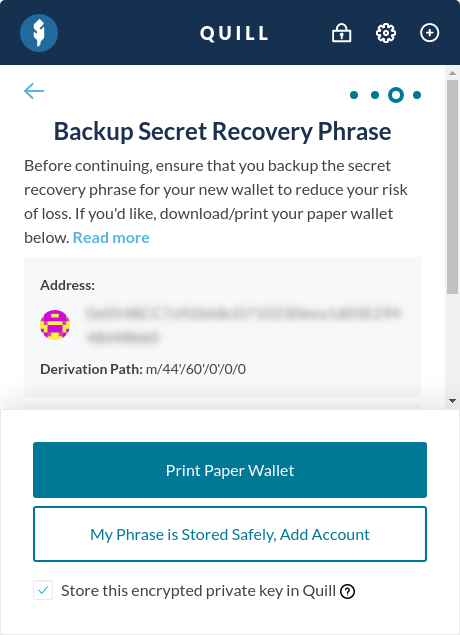 QUILL
Backup Secret Recovery Phrase
Before continuing, ensure that you backup the secret
recovery phrase for your new wallet to reduce your risk
of loss. If you'd like, download/print your paper wallet
below. Read more
Address:
Derivation Path: m/44'/60'/0'/0/0
Print Paper Wallet
My Phrase is Stored Safely, Add Account
Store this encrypted private key in Quill ?